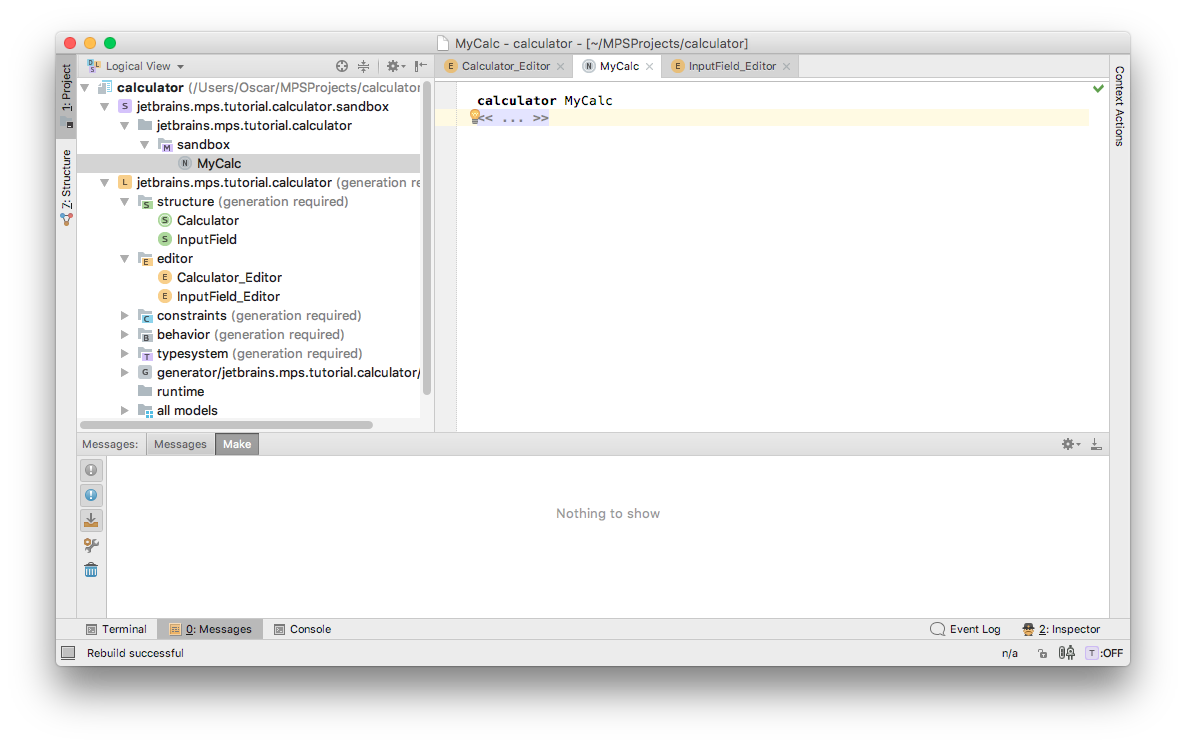 MyCalc - calculator - [~/MPSProjects/calculator]
1: Project
Z: Structure
Logical View
Calculator_Editor
MyCalc
InputField_Editor
Context Actions
calculator (/Users/Oscar/MPSProjects/calculator
S jetbrains.mps.tutorial.calculator.sandbox
jetbrains.mps.tutorial.calculator
M sandbox
N MyCalc
L jetbrains.mps.tutorial.calculator (generation re
S structure (generation required)
S Calculator
S InputField
E editor
E Calculator_Editor
E InputField_Editor
C constraints (generation required)
B behavior (generation required)
T typesystem (generation required)
G generator/jetbrains.mps.tutorial.calculator/
runtime
all models
calculator MyCalc
<< ... >>
Messages:
Messages
Make
Nothing to show
Terminal
0: Messages
Console
Event Log
2: Inspector
Rebuild successful
n/a
T :OFF